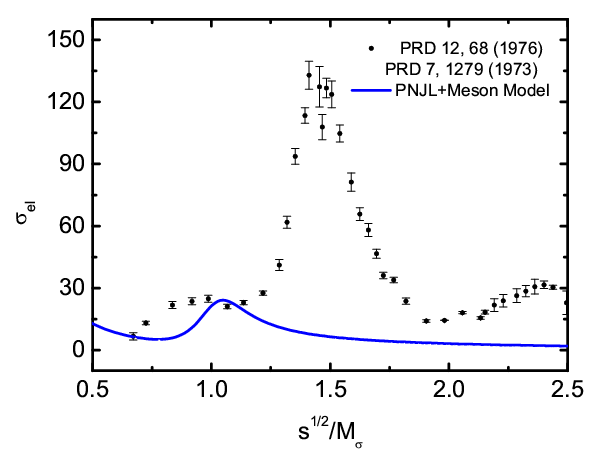 150
120
90
60
30
0
σel
PRD 12, 68 (1976)
PRD 7, 1279 (1973)
PNJL+Meson Model
0.5 1.0 1.5 2.0 2.5
s1/2/Mσ